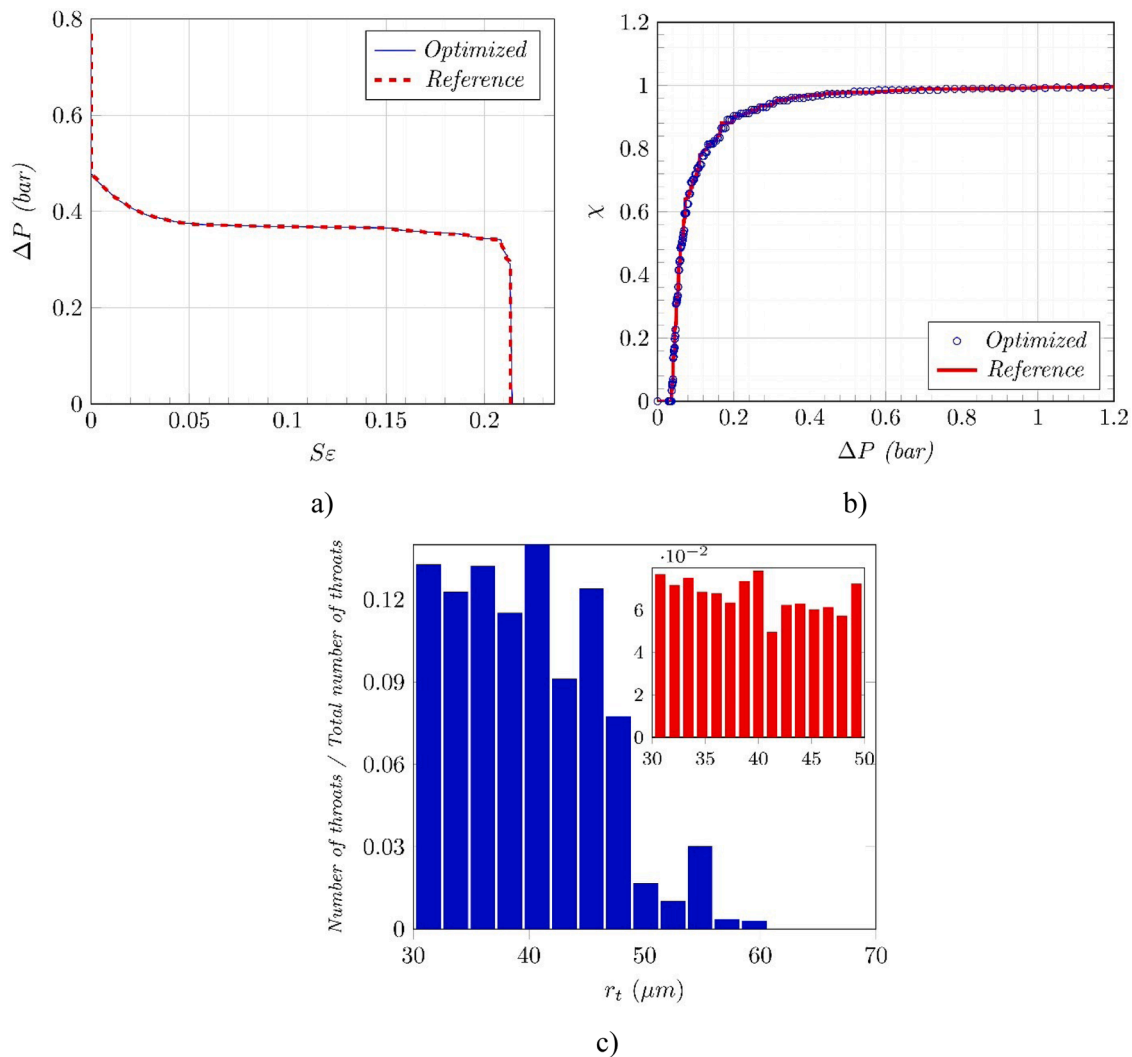 0.8
0.6
0.4
0.2
0
ΔP (bar)
Optimized
Reference
0 0.05 0.1 0.15 0.2
Sε
a)
1.2
1
0.8
0.6
0.4
0.2
0
χ
Optimized
Reference
0 0.2 0.4 0.6 0.8 1 1.2
ΔP (bar)
b)
Number of throats / Total number of throats
0.12
0.09
0.06
0.03
0
·10⁻²
6
4
2
0
30 35 40 45 50
30 40 50 60 70
r_t (μm)
c)